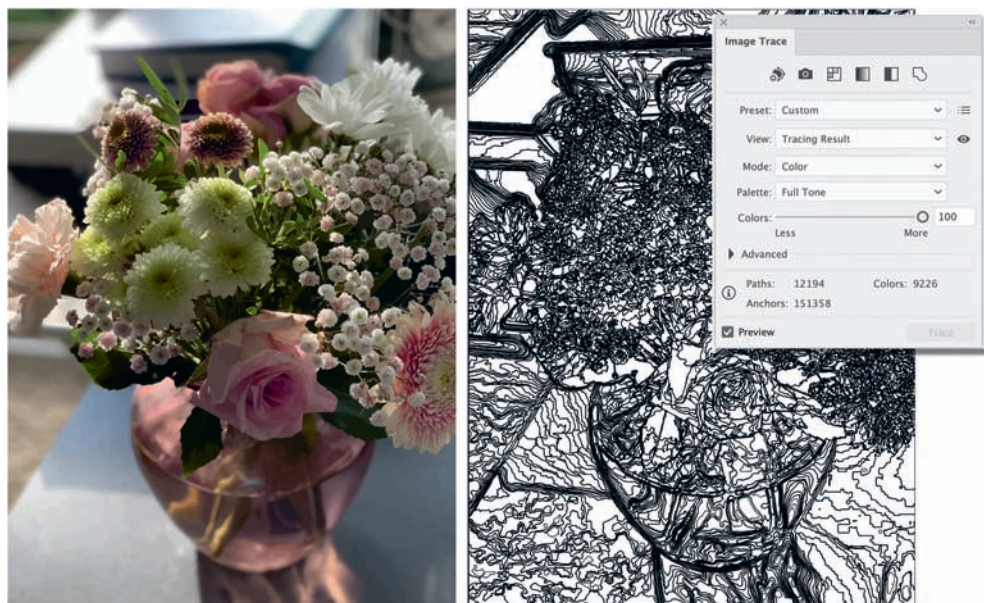 Image Trace
Preset: Custom
View: Tracing Result
Mode: Color
Palette: Full Tone
Colors: 100
Less More
Advanced
Paths: 12194 Colors: 9226
Anchors: 151358
Preview Trace